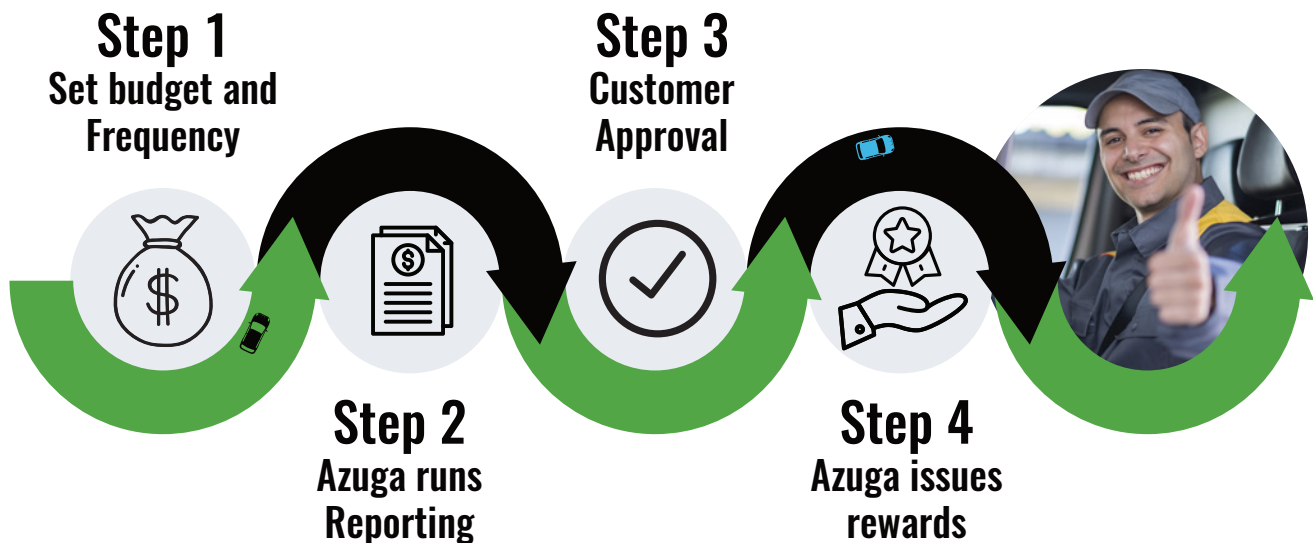 Step 1
Set budget and
Frequency
$
Step 2
Azuga runs
Reporting
$
Step 3
Customer
Approval
Step 4
Azuga issues
rewards